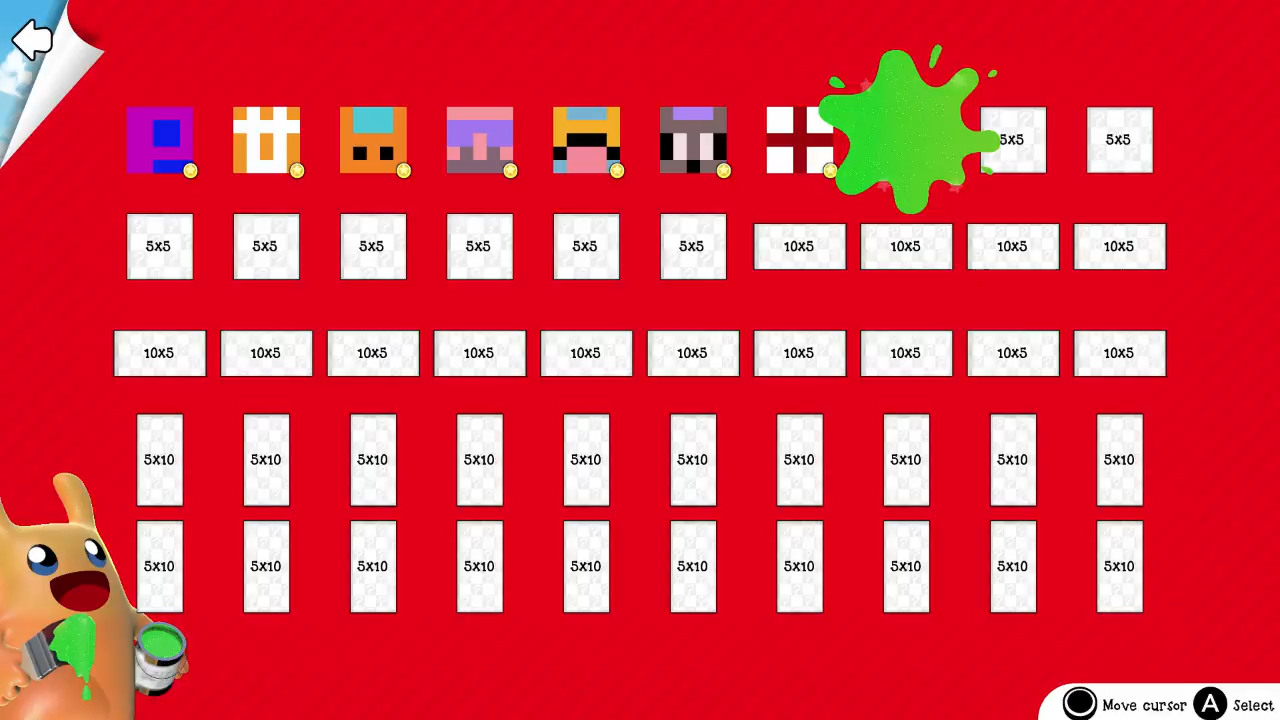 5x5 5x5
5x5 5x5 5x5 5x5 5x5 5x5 10x5 10x5 10x5 10x5
10x5 10x5 10x5 10x5 10x5 10x5 10x5 10x5 10x5 10x5
5x10 5x10 5x10 5x10 5x10 5x10 5x10 5x10 5x10 5x10
5x10 5x10 5x10 5x10 5x10 5x10 5x10 5x10 5x10 5x10
Move cursor A Select